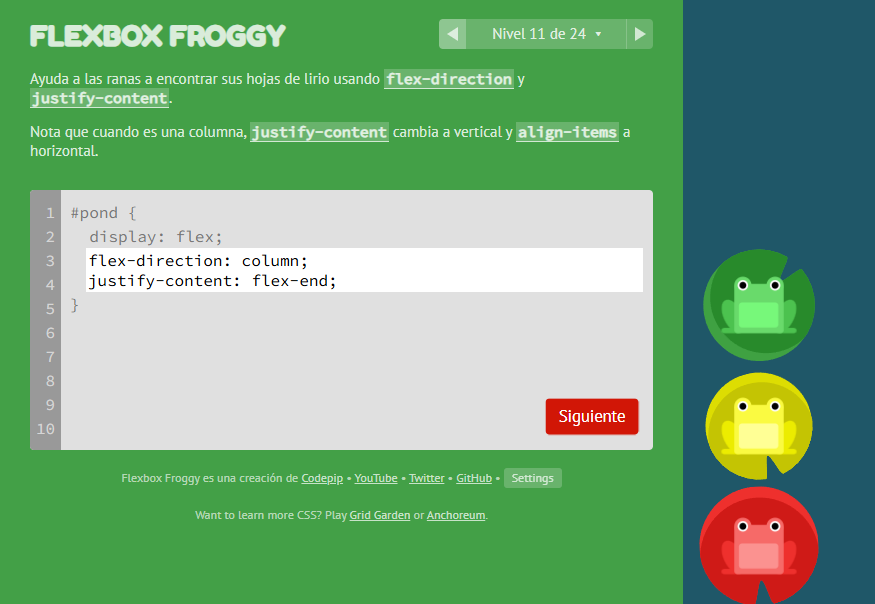 FLEXBOX FROGGY
◀ Nivel 11 de 24 ▾ ▶
Ayuda a las ranas a encontrar sus hojas de lirio usando flex-direction y
justify-content.
Nota que cuando es una columna, justify-content cambia a vertical y align-items a
horizontal.
1 #pond {
2 display: flex;
3 flex-direction: column;
4 justify-content: flex-end;
5 }
6
7
8
9
10
Siguiente
Flexbox Froggy es una creación de Codepip • YouTube • Twitter • GitHub • Settings
Want to learn more CSS? Play Grid Garden or Anchoreum.